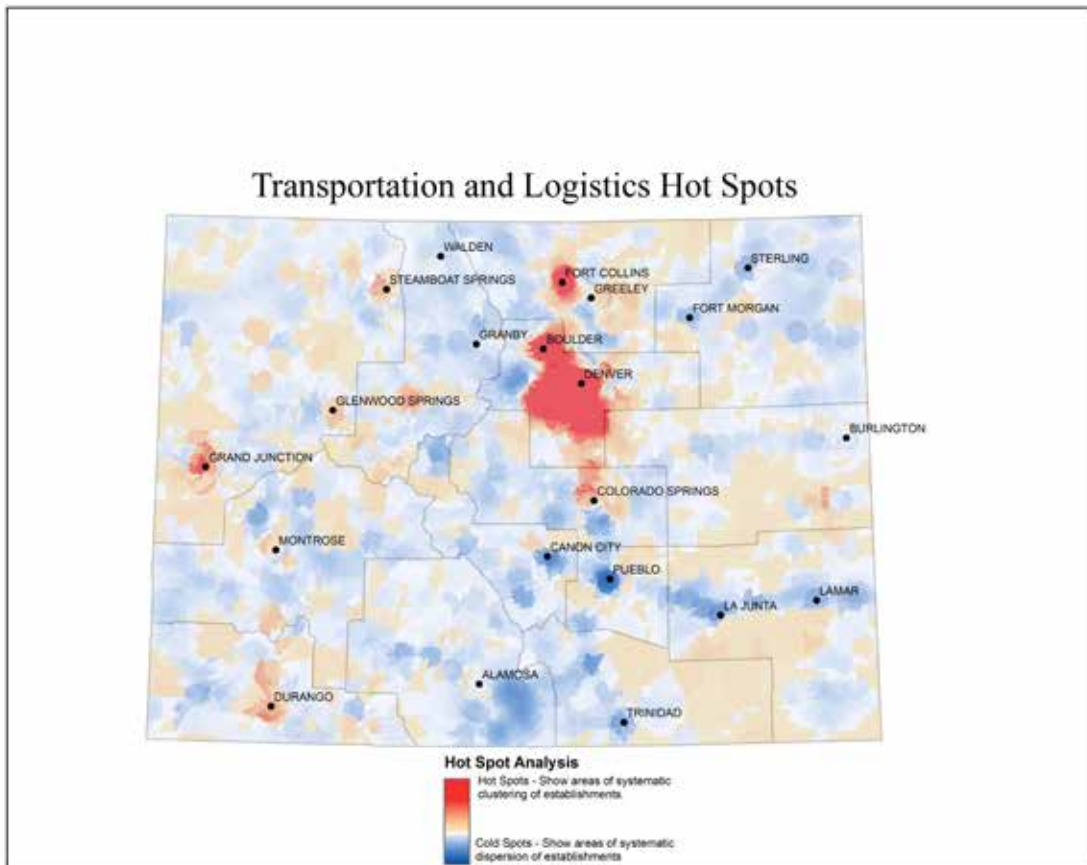 Transportation and Logistics Hot Spots
WALDEN
STERLING
FORT COLLINS
STEAMBOAT SPRINGS
GREELEY
FORT MORGAN
GRANBY
BOULDER
DENVER
GLENWOOD SPRINGS
BURLINGTON
GRAND JUNCTION
COLORADO SPRINGS
MONTROSE
CANON CITY
PUEBLO
LAMAR
LA JUNTA
ALAMOSA
DURANGO
TRINIDAD
Hot Spot Analysis
Hot Spots - Show areas of systematic
clustering of establishments.
Cold Spots - Show areas of systematic
dispersion of establishments